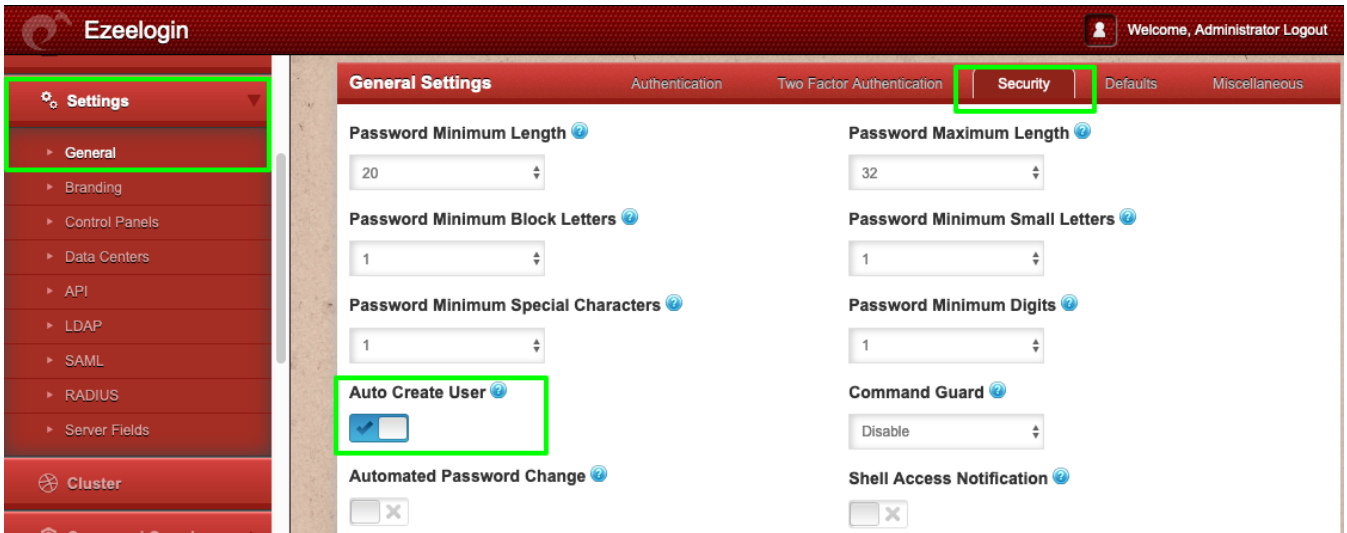 Ezeelogin
Welcome, Administrator Logout
Settings
General
Branding
Control Panels
Data Centers
API
LDAP
SAML
RADIUS
Server Fields
Cluster
General Settings Authentication Two Factor Authentication Security Defaults Miscellaneous
Password Minimum Length Password Maximum Length
20 32
Password Minimum Block Letters Password Minimum Small Letters
1 1
Password Minimum Special Characters Password Minimum Digits
1 1
Auto Create User Command Guard
Disable
Automated Password Change Shell Access Notification